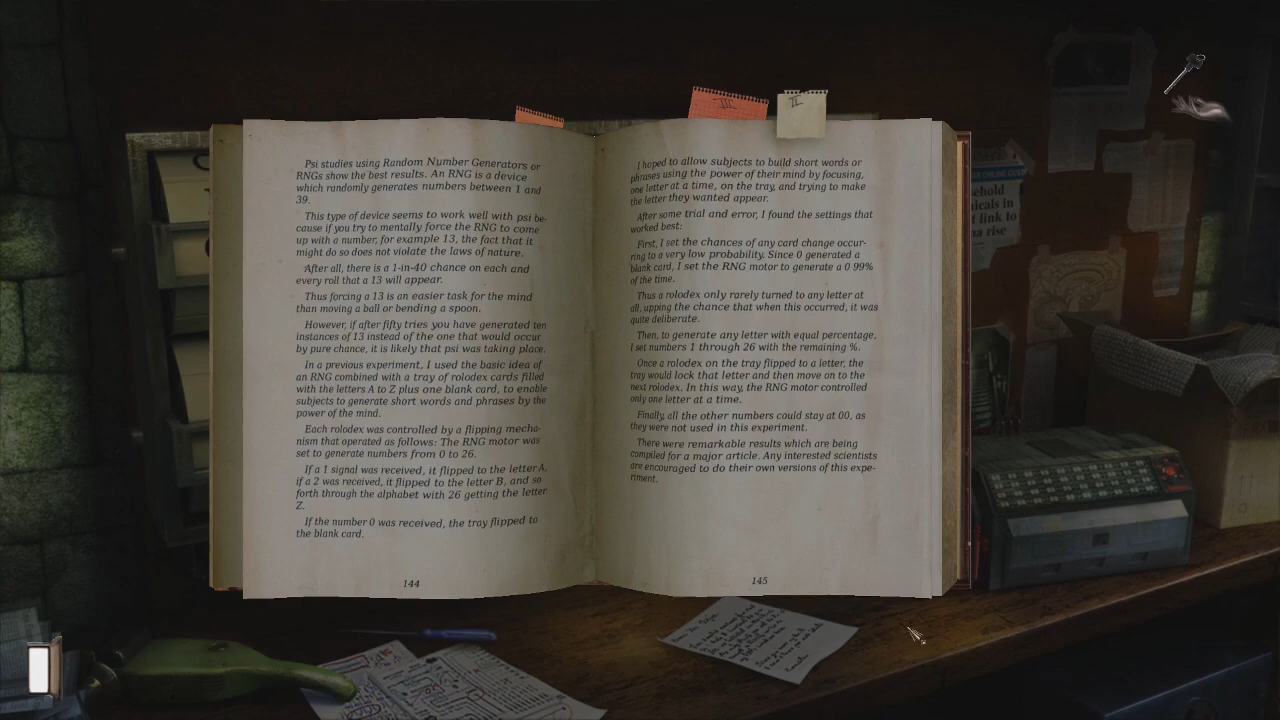 III
II
Psi studies using Random Number Generators or
RNGs show the best results. An RNG is a device
which randomly generates numbers between 1 and
39.
This type of device seems to work well with psi be-
cause if you try to mentally force the RNG to come
up with a number, for example 13, the fact that it
might do so does not violate the laws of nature.
After all, there is a 1-in-40 chance on each and
every roll that a 13 will appear.
Thus forcing a 13 is an easier task for the mind
than moving a ball or bending a spoon.
However, if after fifty tries you have generated ten
instances of 13 instead of the one that would occur
by pure chance, it is likely that psi was taking place.
In a previous experiment, I used the basic idea of
an RNG combined with a tray of rolodex cards filled
with the letters A to Z plus one blank card, to enable
subjects to generate short words and phrases by the
power of the mind.
Each rolodex was controlled by a flipping mecha-
nism that operated as follows: The RNG motor was
set to generate numbers from 0 to 26.
If a 1 signal was received, it flipped to the letter A,
if a 2 was received, it flipped to the letter B, and so
forth through the alphabet with 26 getting the letter
Z.
If the number 0 was received, the tray flipped to
the blank card.
144
I hoped to allow subjects to build short words or
phrases using the power of their mind by focusing,
one letter at a time, on the tray, and trying to make
the letter they wanted appear.
After some trial and error, I found the settings that
worked best:
First, I set the chances of any card change occur-
ring to a very low probability. Since 0 generated a
blank card, I set the RNG motor to generate a 0 99%
of the time.
Thus a rolodex only rarely turned to any letter at
all, upping the chance that when this occurred, it was
quite deliberate.
Then, to generate any letter with equal percentage,
I set numbers 1 through 26 with the remaining %.
Once a rolodex on the tray flipped to a letter, the
tray would lock that letter and then move on to the
next rolodex. In this way, the RNG motor controlled
only one letter at a time.
Finally, all the other numbers could stay at 00, as
they were not used in this experiment.
There were remarkable results which are being
compiled for a major article. Any interested scientists
are encouraged to do their own versions of this expe-
riment.
145
ONLINE
sehold
icals in
t link to
na rise